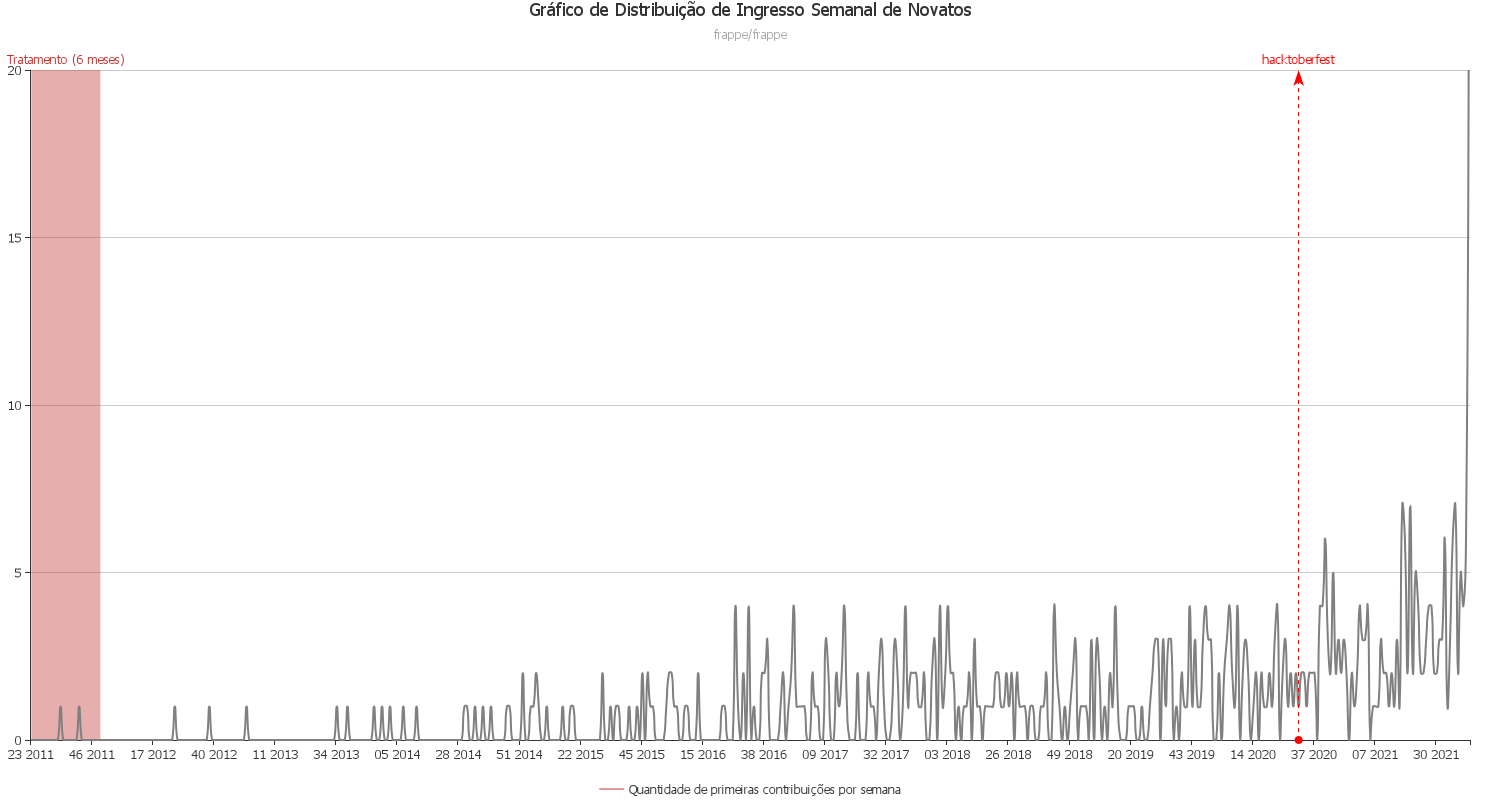 Gráfico de Distribuição de Ingresso Semanal de Novatos
frappe/frappe
Tratamento (6 meses)
hacktoberfest
20
15
10
5
0
23 2011 46 2011 17 2012 40 2012 11 2013 34 2013 05 2014 28 2014 51 2014 22 2015 45 2015 15 2016 38 2016 09 2017 32 2017 03 2018 26 2018 49 2018 20 2019 43 2019 14 2020 37 2020 07 2021 30 2021
Quantidade de primeiras contribuições por semana